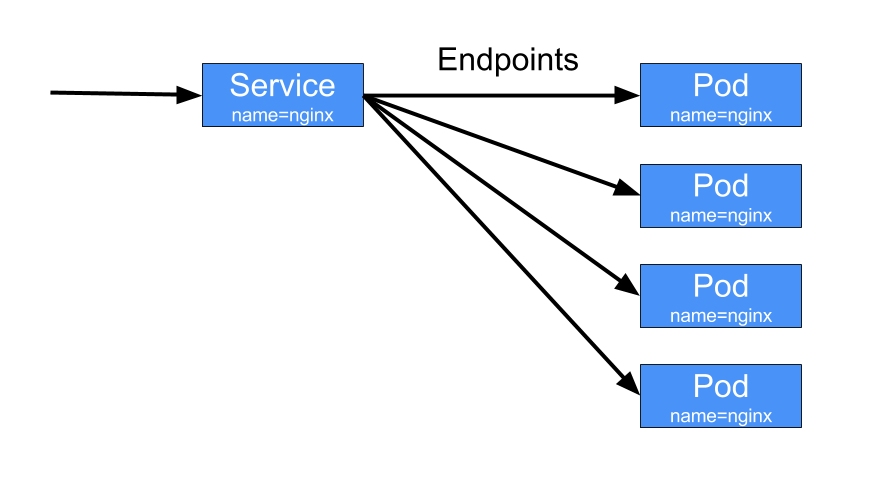 Endpoints
Service
name=nginx
Pod
name=nginx
Pod
name=nginx
Pod
name=nginx
Pod
name=nginx